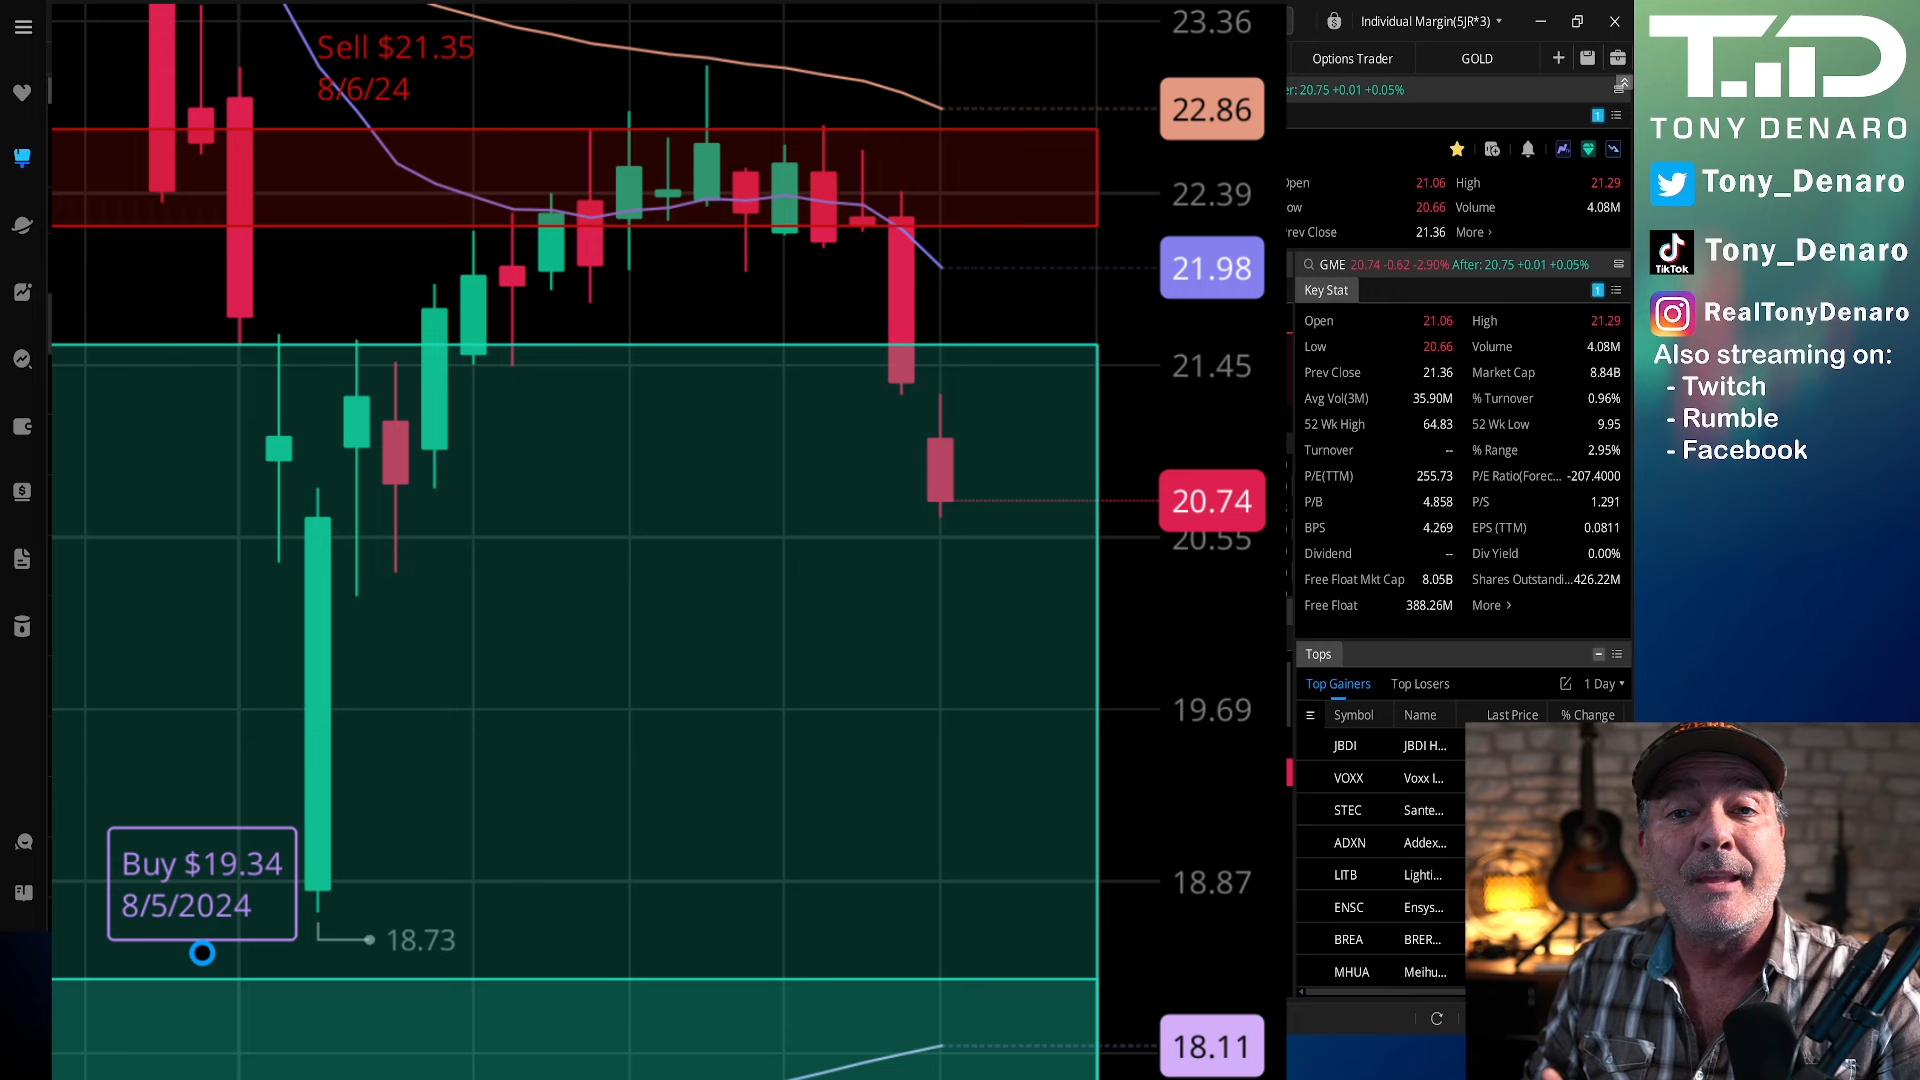 Sell $21.35
8/6/24
23.36
22.86
22.39
21.98
21.45
20.74
20.55
19.69
18.87
18.11
Buy $19.34
8/5/2024
18.73
Individual Margin(5JR*3)
Options Trader
GOLD
20.75 +0.01 +0.05%
1
21.06
High
21.29
20.66
Volume
4.08M
21.36
More
GME 20.74 -0.62 -2.90% After: 20.75 +0.01 +0.05%
Key Stat
1
Open 21.06 High 21.29
Low 20.66 Volume 4.08M
Prev Close 21.36 Market Cap 8.84B
Avg Vol(3M) 35.90M % Turnover 0.96%
52 Wk High 64.83 52 Wk Low 9.95
Turnover -- % Range 2.95%
P/E(TTM) 255.73 P/E Ratio(Forec... -207.4000
P/B 4.858 P/S 1.291
BPS 4.269 EPS (TTM) 0.0811
Dividend -- Div Yield 0.00%
Free Float Mkt Cap 8.05B Shares Outstandi... 426.22M
Free Float 388.26M More
Tops
Top Gainers Top Losers 1 Day
Symbol Name Last Price % Change
JBDI JBDI H...
VOXX Voxx I...
STEC Sante...
ADXN Addex...
LITB Lighti...
ENSC Ensys...
BREA BRER...
MHUA Meihu...
TD
TONY DENARO
Tony_Denaro
TikTok
Tony_Denaro
RealTonyDenaro
Also streaming on:
- Twitch
- Rumble
- Facebook